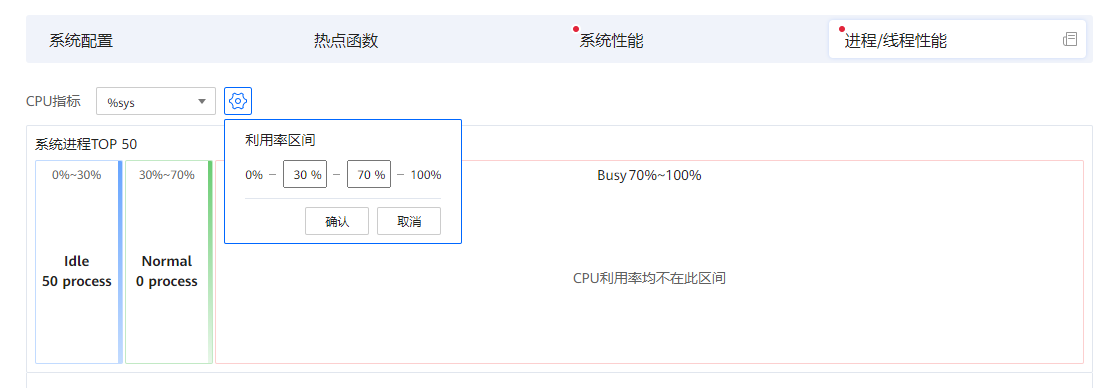 系统配置 热点函数 系统性能 进程/线程性能
CPU指标 %sys
利用率区间
0% – 30 % – 70 % – 100%
确认 取消
系统进程TOP 50
0%~30% 30%~70% Busy 70%~100%
Idle
50 process
Normal
0 process
CPU利用率均不在此区间